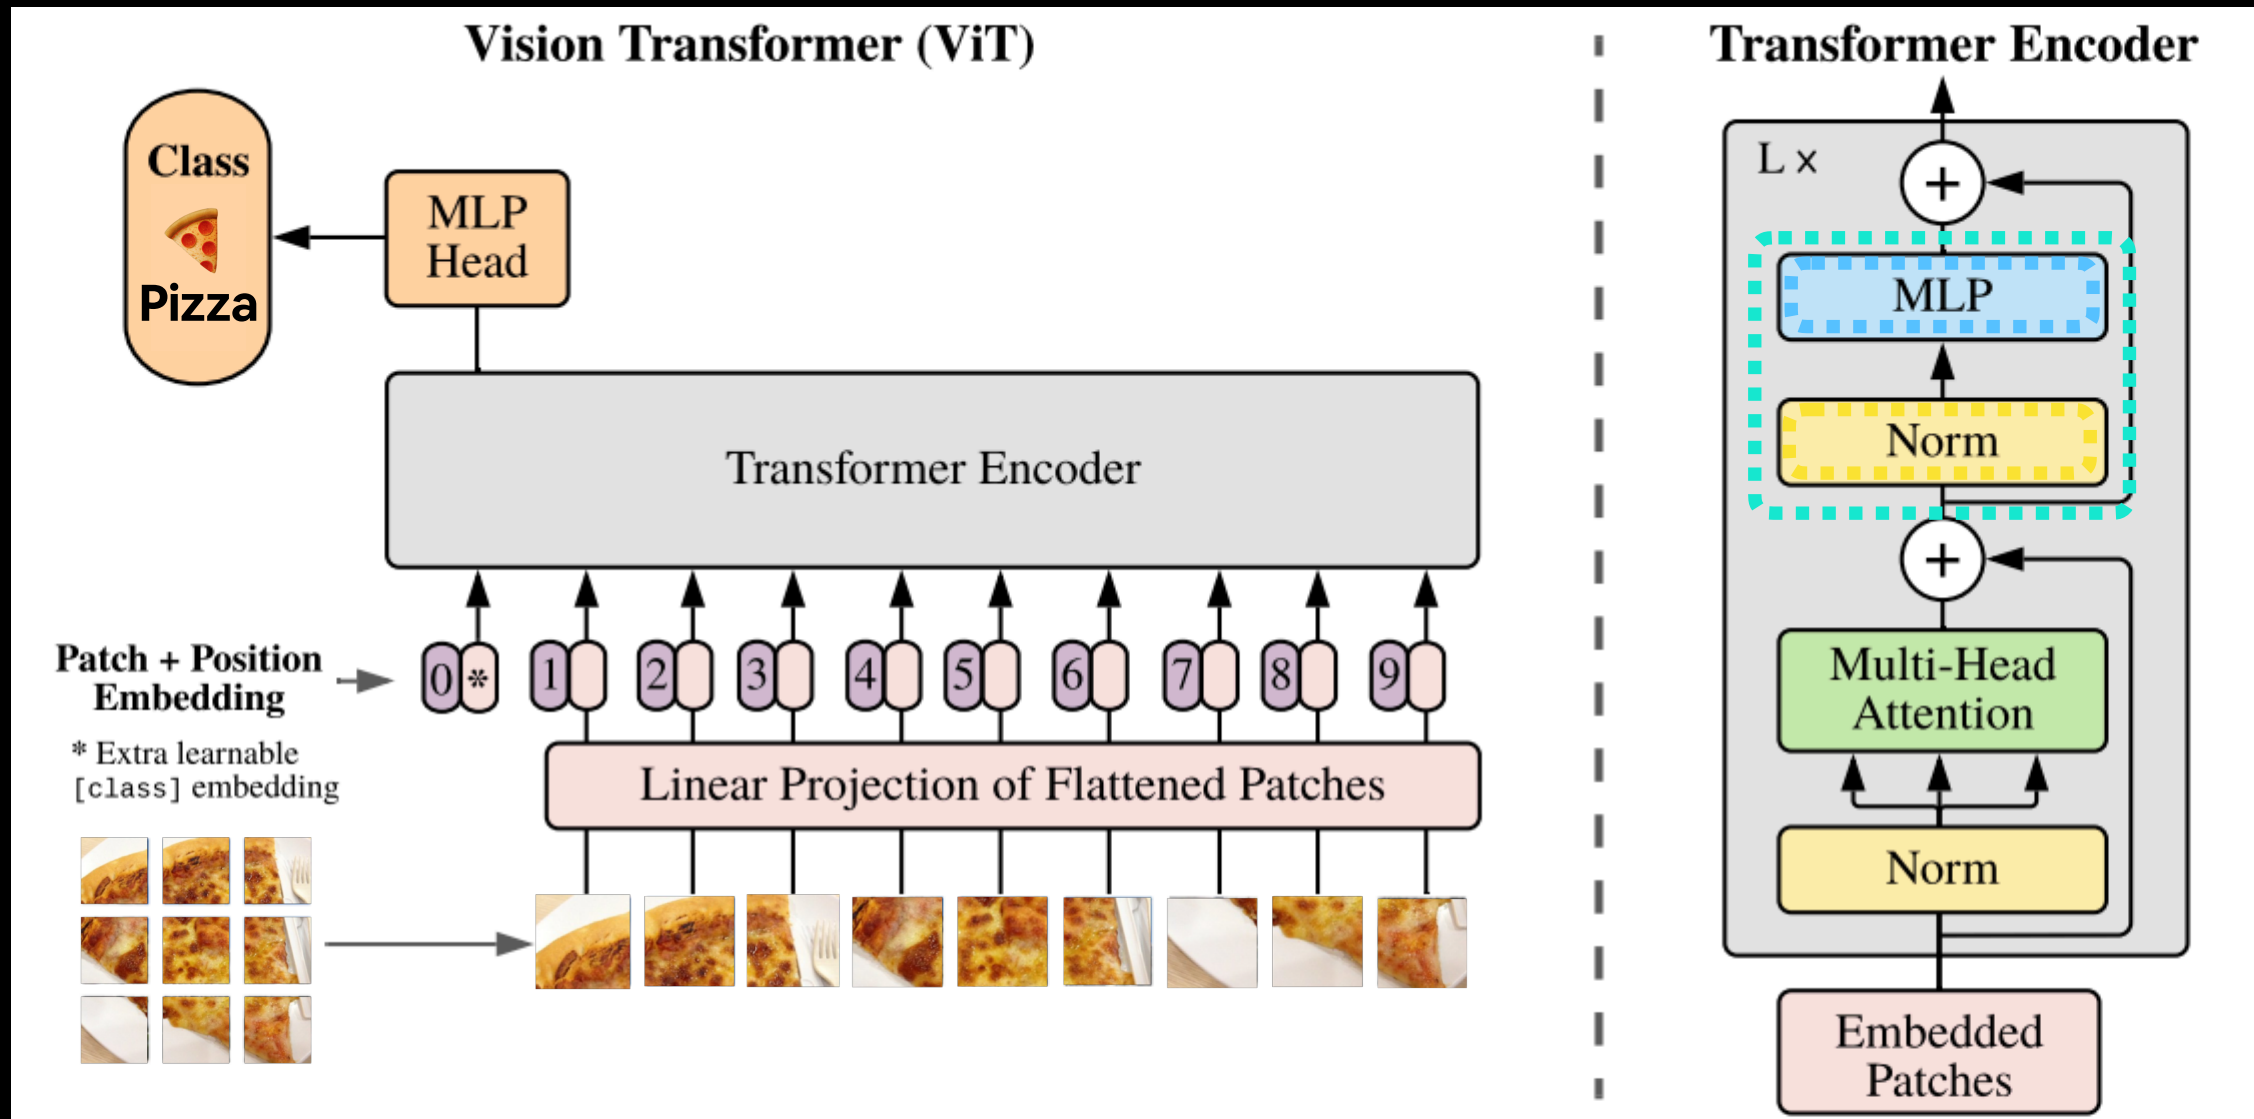 Vision Transformer (ViT)
Class
Pizza
MLP
Head
Transformer Encoder
Patch + Position
Embedding
* Extra learnable
[class] embedding
0 * 1 2 3 4 5 6 7 8 9
Linear Projection of Flattened Patches
Transformer Encoder
L ×
+
MLP
Norm
+
Multi-Head
Attention
Norm
Embedded
Patches